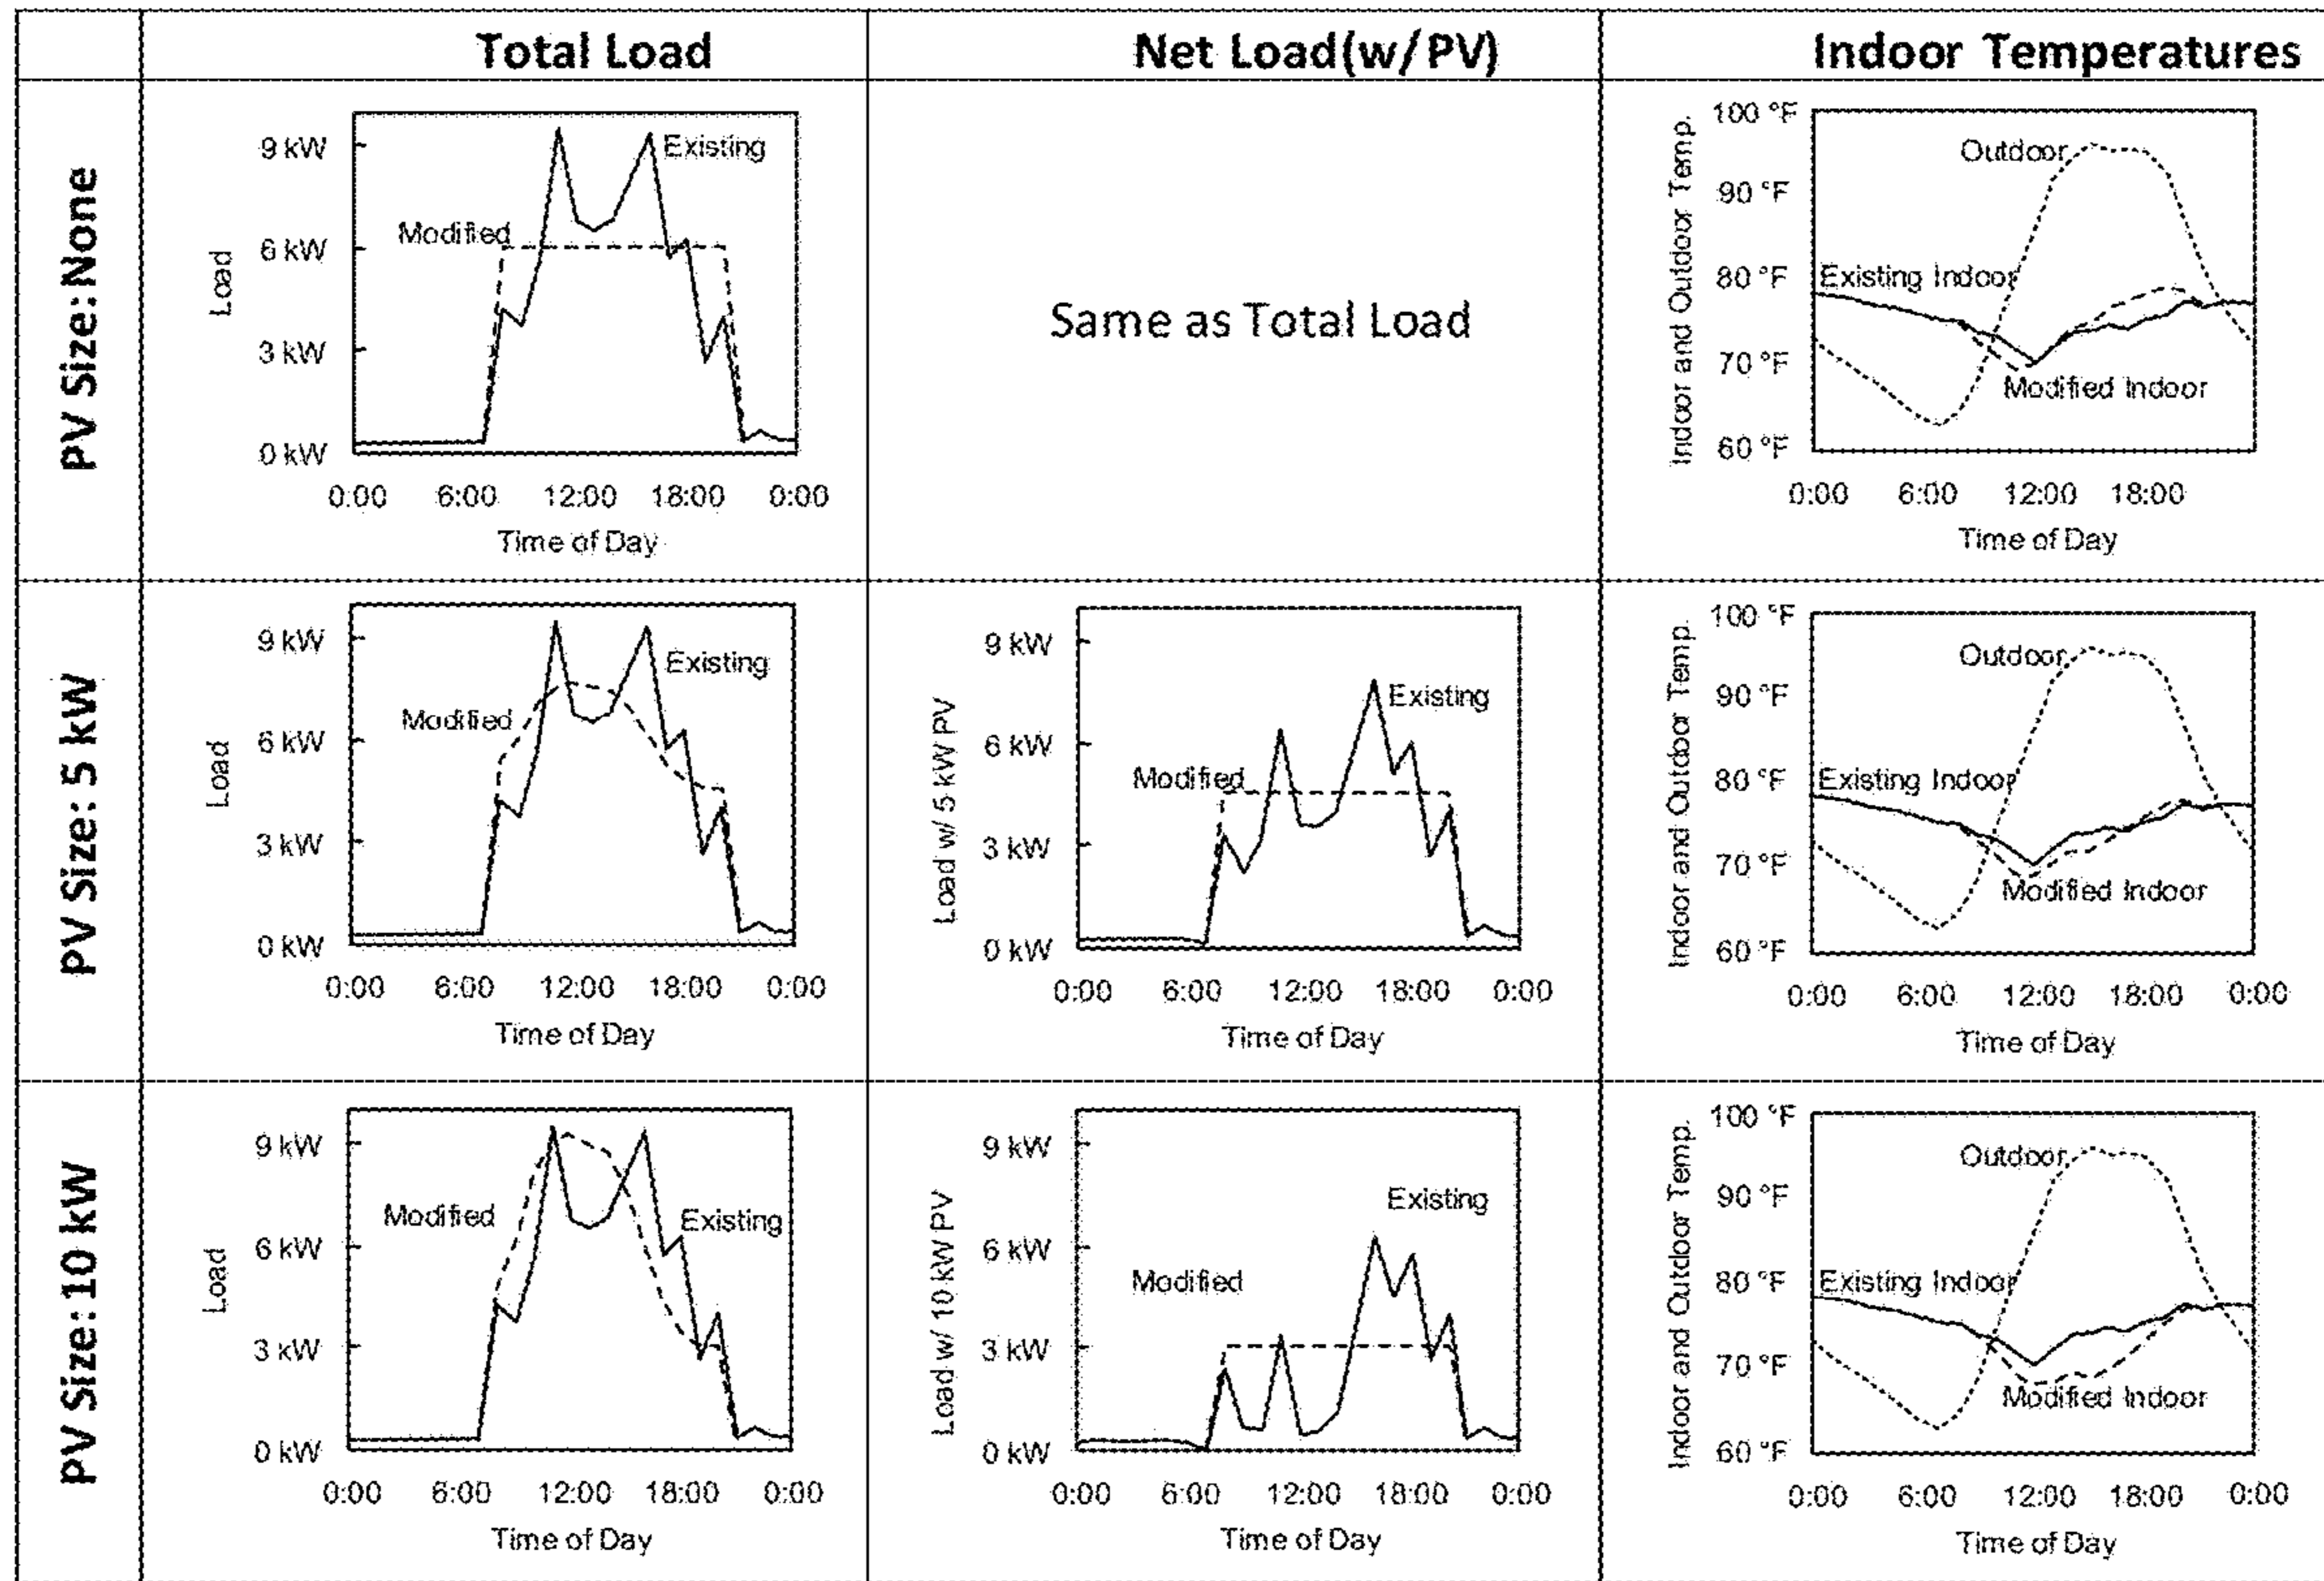 Total Load
Net Load(w/PV)
Indoor Temperatures
PV Size:None
Load
9 kW
6 kW
3 kW
0 kW
Existing
Modified
0:00 6:00 12:00 18:00 0:00
Time of Day
Same as Total Load
Indoor and Outdoor Temp.
100 °F
90 °F
80 °F
70 °F
60 °F
Outdoor
Existing Indoor
Modified Indoor
0:00 6:00 12:00 18:00
Time of Day
PV Size: 5 kW
Load
9 kW
6 kW
3 kW
0 kW
Existing
Modified
0:00 6:00 12:00 18:00 0:00
Time of Day
Load w/ 5 kW PV
9 kW
6 kW
3 kW
0 kW
Existing
Modified
0:00 6:00 12:00 18:00 0:00
Time of Day
Indoor and Outdoor Temp.
100 °F
90 °F
80 °F
70 °F
60 °F
Outdoor
Existing Indoor
Modified Indoor
0:00 6:00 12:00 18:00 0:00
Time of Day
PV Size:10 kW
Load
9 kW
6 kW
3 kW
0 kW
Modified
Existing
0:00 6:00 12:00 18:00 0:00
Time of Day
Load w/ 10 kW PV
9 kW
6 kW
3 kW
0 kW
Existing
Modified
0:00 6:00 12:00 18:00 0:00
Time of Day
Indoor and Outdoor Temp.
100 °F
90 °F
80 °F
70 °F
60 °F
Outdoor
Existing Indoor
Modified Indoor
0:00 6:00 12:00 18:00 0:00
Time of Day